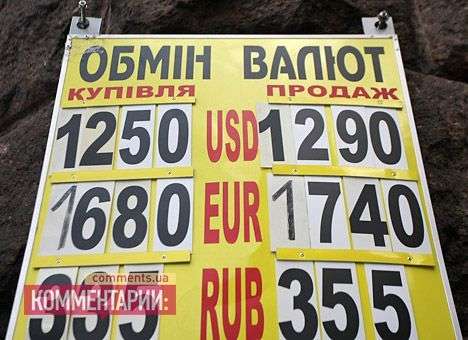 ОБМІН ВАЛЮТ
КУПІВЛЯ ПРОДАЖ
1250 USD 1290
1680 EUR 1740
RUB 355
comments.ua
КОММЕНТАРИИ: